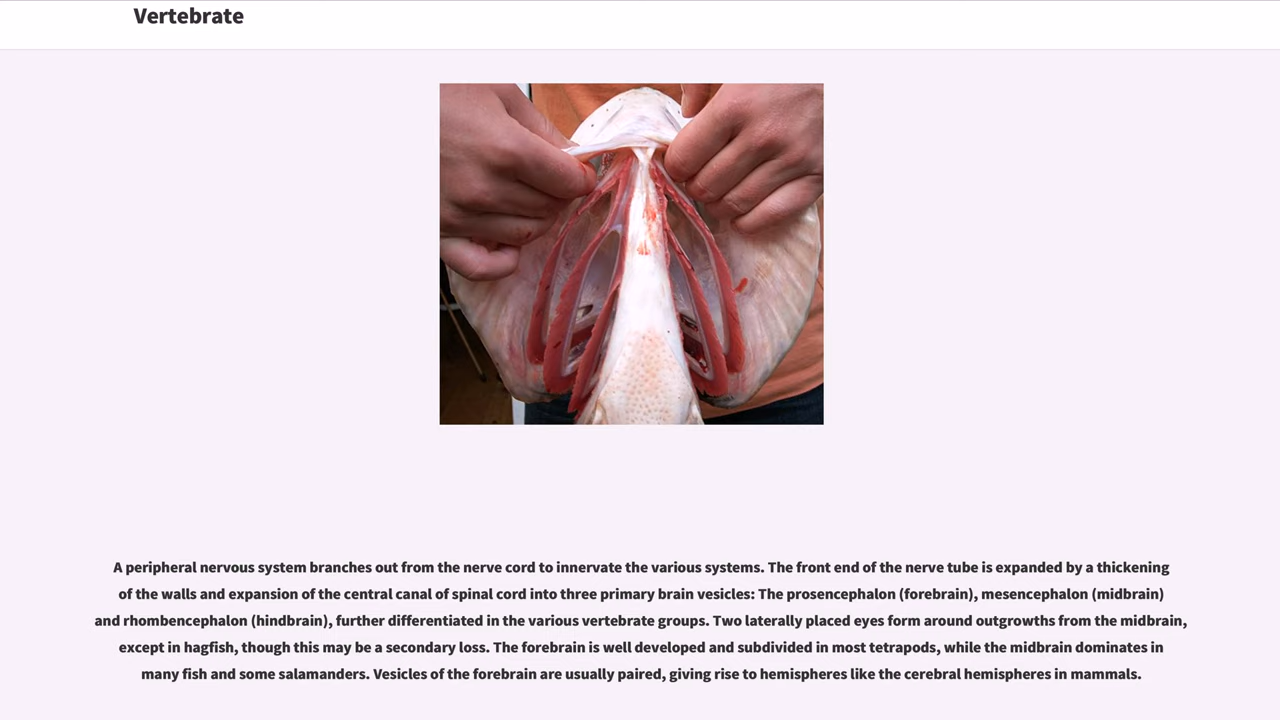 Vertebrate
A peripheral nervous system branches out from the nerve cord to innervate the various systems. The front end of the nerve tube is expanded by a thickening
of the walls and expansion of the central canal of spinal cord into three primary brain vesicles: The prosencephalon (forebrain), mesencephalon (midbrain)
and rhombencephalon (hindbrain), further differentiated in the various vertebrate groups. Two laterally placed eyes form around outgrowths from the midbrain,
except in hagfish, though this may be a secondary loss. The forebrain is well developed and subdivided in most tetrapods, while the midbrain dominates in
many fish and some salamanders. Vesicles of the forebrain are usually paired, giving rise to hemispheres like the cerebral hemispheres in mammals.